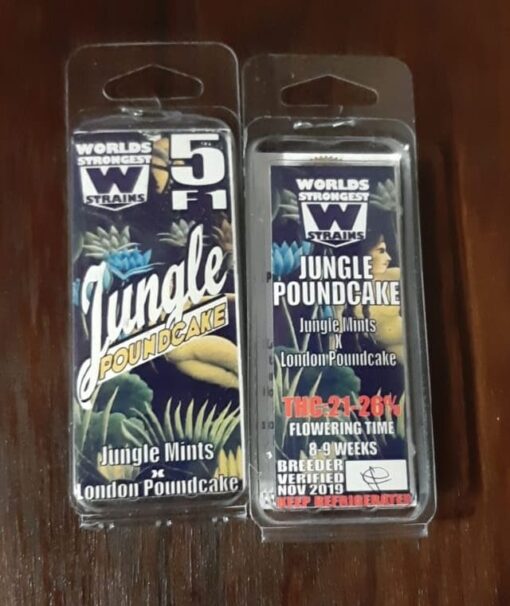 WORLDS
STRONGEST
W
STRAINS
5
F1
Jungle
POUNDCAKE
Jungle Mints
x
London Poundcake
WORLDS
STRONGEST
W
STRAINS
JUNGLE
POUNDCAKE
Jungle Mints
X
London Poundcake
THC:21-26%
FLOWERING TIME
8-9 WEEKS
BREEDER
VERIFIED
NOV 2019
KEEP REFRIGERATED